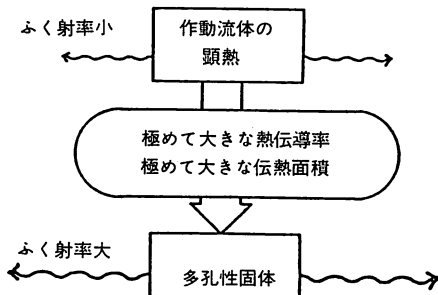 ふく射率小
作動流体の
顕熱
極めて大きな熱伝導率
極めて大きな伝熱面積
ふく射率大
多孔性固体